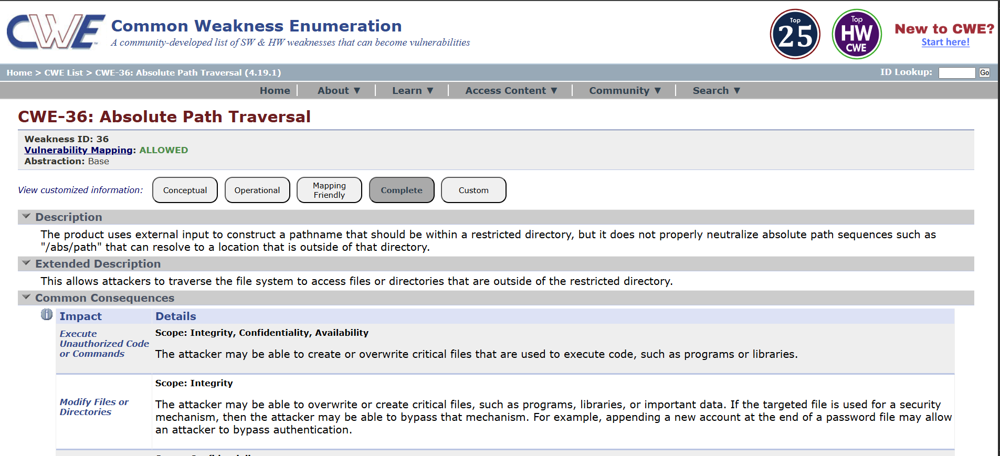 CWE™
Common Weakness Enumeration
A community-developed list of SW & HW weaknesses that can become vulnerabilities
Top
25
Top
HW
CWE
New to CWE?
Start here!
Home > CWE List > CWE-36: Absolute Path Traversal (4.19.1)
ID Lookup:
Go
Home
About ▼
Learn ▼
Access Content ▼
Community ▼
Search ▼
CWE-36: Absolute Path Traversal
Weakness ID: 36
Vulnerability Mapping: ALLOWED
Abstraction: Base
View customized information:
Conceptual
Operational
Mapping
Friendly
Complete
Custom
Description
The product uses external input to construct a pathname that should be within a restricted directory, but it does not properly neutralize absolute path sequences such as
"/abs/path" that can resolve to a location that is outside of that directory.
Extended Description
This allows attackers to traverse the file system to access files or directories that are outside of the restricted directory.
Common Consequences
Impact
Details
Execute
Unauthorized Code
or Commands
Scope: Integrity, Confidentiality, Availability
The attacker may be able to create or overwrite critical files that are used to execute code, such as programs or libraries.
Modify Files or
Directories
Scope: Integrity
The attacker may be able to overwrite or create critical files, such as programs, libraries, or important data. If the targeted file is used for a security
mechanism, then the attacker may be able to bypass that mechanism. For example, appending a new account at the end of a password file may allow
an attacker to bypass authentication.